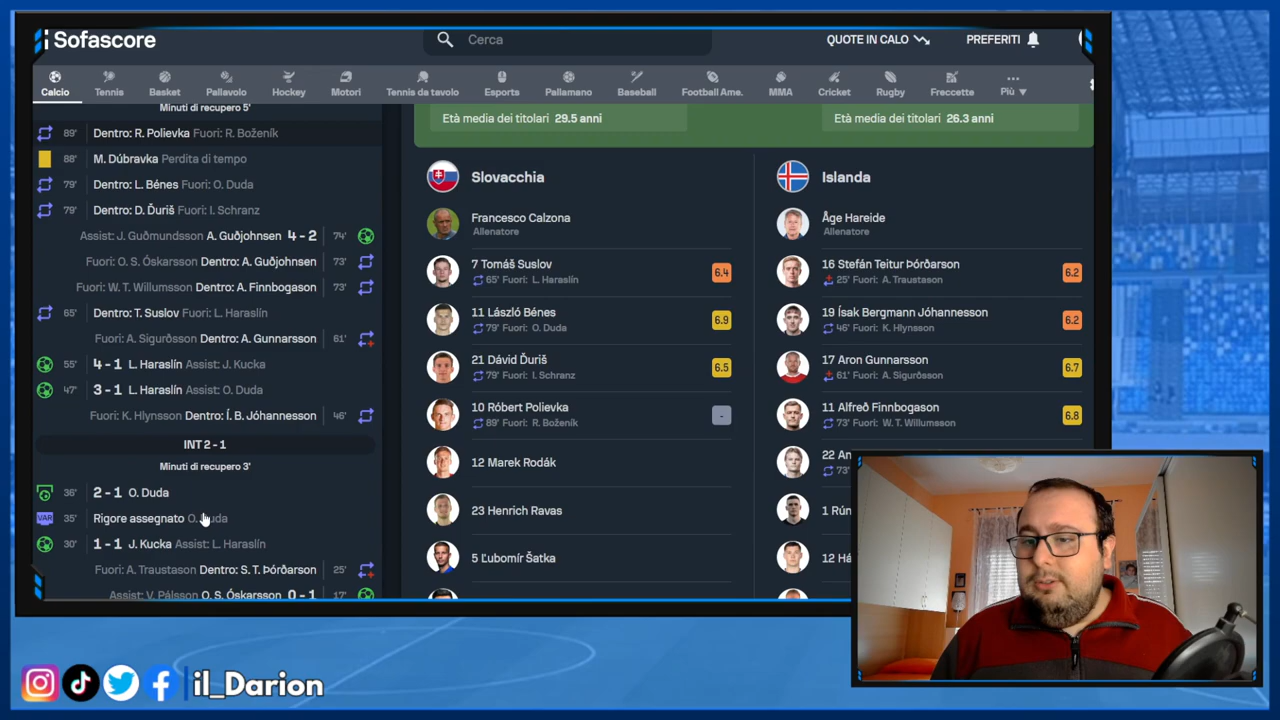 Sofascore
Cerca
QUOTE IN CALO
PREFERITI
Calcio
Tennis
Basket
Pallavolo
Hockey
Motori
Tennis da tavolo
Esports
Pallamano
Baseball
Football Ame.
MMA
Cricket
Rugby
Freccette
Più ▼
Minuti di recupero 5'
89' Dentro: R. Polievka Fuori: R. Boženík
88' M. Dúbravka Perdita di tempo
79' Dentro: L. Bénes Fuori: O. Duda
79' Dentro: D. Ďuriš Fuori: I. Schranz
Assist: J. Guðmundsson A. Guðjohnsen 4 - 2 74'
Fuori: O. S. Óskarsson Dentro: A. Guðjohnsen 73'
Fuori: W. T. Willumsson Dentro: A. Finnbogason 73'
65' Dentro: T. Suslov Fuori: L. Haraslín
Fuori: A. Sigurðsson Dentro: A. Gunnarsson 61'
55' 4 - 1 L. Haraslín Assist: J. Kucka
47' 3 - 1 L. Haraslín Assist: O. Duda
Fuori: K. Hlynsson Dentro: Í. B. Jóhannesson 46'
INT 2 - 1
Minuti di recupero 3'
36' 2 - 1 O. Duda
VAR 35' Rigore assegnato O. Duda
30' 1 - 1 J. Kucka Assist: L. Haraslín
Fuori: A. Traustason Dentro: S. T. Þórðarson 25'
Assist: V. Pálsson O. S. Óskarsson 0 - 1 17'
Età media dei titolari 29.5 anni
Età media dei titolari 26.3 anni
Slovacchia
Francesco Calzona
Allenatore
7 Tomáš Suslov 6.4
65' Fuori: L. Haraslín
11 László Bénes 6.9
79' Fuori: O. Duda
21 Dávid Ďuriš 6.5
79' Fuori: I. Schranz
10 Róbert Polievka -
89' Fuori: R. Boženík
12 Marek Rodák
23 Henrich Ravas
5 Ľubomír Šatka
Islanda
Åge Hareide
Allenatore
16 Stefán Teitur Þórðarson 6.2
25' Fuori: A. Traustason
19 Ísak Bergmann Jóhannesson 6.2
46' Fuori: K. Hlynsson
17 Aron Gunnarsson 6.7
61' Fuori: A. Sigurðsson
11 Alfreð Finnbogason 6.8
73' Fuori: W. T. Willumsson
22
73'
1
12
il_Darion